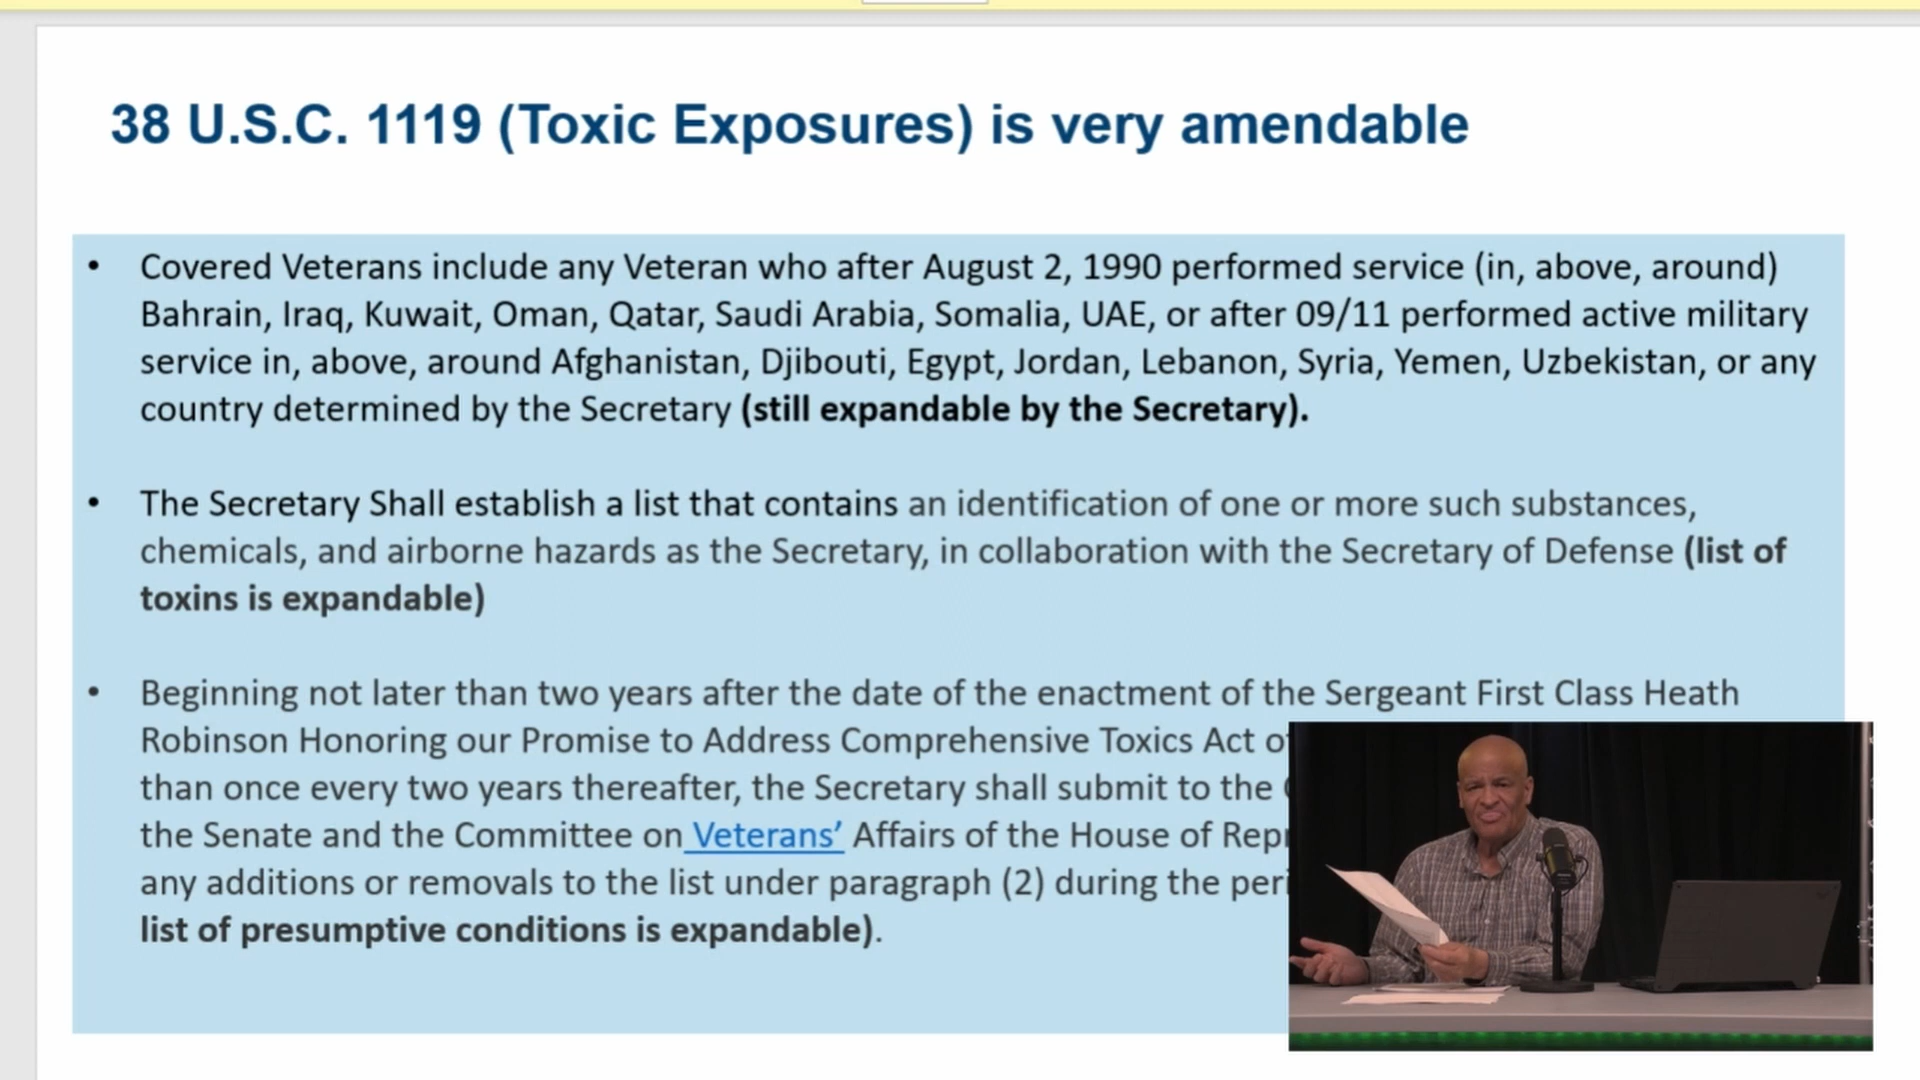 38 U.S.C. 1119 (Toxic Exposures) is very amendable
• Covered Veterans include any Veteran who after August 2, 1990 performed service (in, above, around)
Bahrain, Iraq, Kuwait, Oman, Qatar, Saudi Arabia, Somalia, UAE, or after 09/11 performed active military
service in, above, around Afghanistan, Djibouti, Egypt, Jordan, Lebanon, Syria, Yemen, Uzbekistan, or any
country determined by the Secretary (still expandable by the Secretary).
• The Secretary Shall establish a list that contains an identification of one or more such substances,
chemicals, and airborne hazards as the Secretary, in collaboration with the Secretary of Defense (list of
toxins is expandable)
• Beginning not later than two years after the date of the enactment of the Sergeant First Class Heath
Robinson Honoring our Promise to Address Comprehensive Toxics Act
than once every two years thereafter, the Secretary shall submit to the
the Senate and the Committee on Veterans’ Affairs of the House of
any additions or removals to the list under paragraph (2) during the
list of presumptive conditions is expandable).